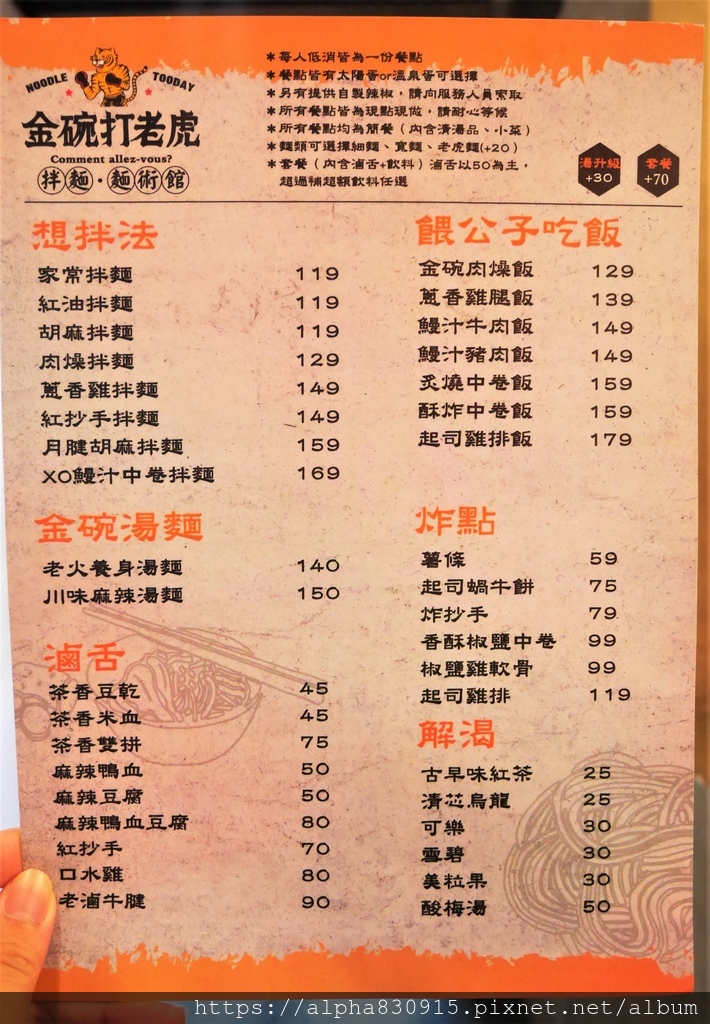 NOODLE TOODAY
金碗打老虎
Comment allez-vous?
拌麵·麵術館
＊每人低消皆為一份餐點
＊餐點皆有太陽蛋or溫泉蛋可選擇
＊另有提供自製辣椒，請向服務人員索取
＊所有餐點皆為現點現做，請耐心等候
＊所有餐點均為簡餐（內含清湯品、小菜）
＊麵類可選擇細麵、寬麵、老虎麵(+20)
＊套餐（內含滷舌+飲料）滷舌以50為主，
超過補超額飲料任選
湯升級
+30
套餐
+70
想拌法
家常拌麵 119
紅油拌麵 119
胡麻拌麵 119
肉燥拌麵 129
蔥香雞拌麵 149
紅抄手拌麵 149
月腱胡麻拌麵 159
XO鰻汁中卷拌麵 169
金碗湯麵
老火養身湯麵 140
川味麻辣湯麵 150
滷舌
茶香豆乾 45
茶香米血 45
茶香雙拼 75
麻辣鴨血 50
麻辣豆腐 50
麻辣鴨血豆腐 80
紅抄手 70
口水雞 80
老滷牛腱 90
餵公子吃飯
金碗肉燥飯 129
蔥香雞腿飯 139
鰻汁牛肉飯 149
鰻汁豬肉飯 149
炙燒中卷飯 159
酥炸中卷飯 159
起司雞排飯 179
炸點
薯條 59
起司蝸牛餅 75
炸抄手 79
香酥椒鹽中卷 99
椒鹽雞軟骨 99
起司雞排 119
解渴
古早味紅茶 25
清芯烏龍 25
可樂 30
雪碧 30
美粒果 30
酸梅湯 50
https://alpha830915.pixnet.net/album